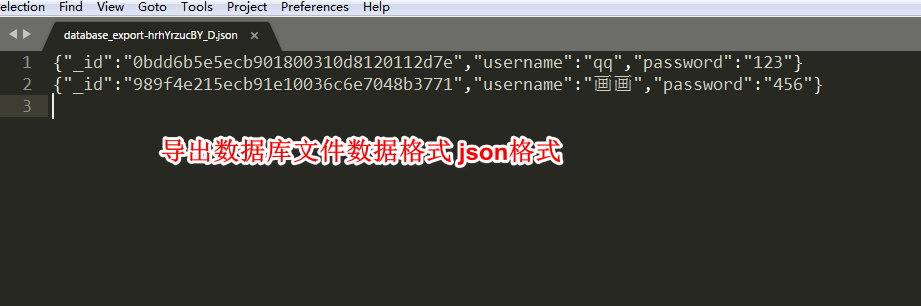 election Find View Goto Tools Project Preferences Help
database_export-hrhYrzucBY_D.json ×
1 {"_id":"0bdd6b5e5ecb901800310d8120112d7e","username":"qq","password":"123"}
2 {"_id":"989f4e215ecb91e10036c6e7048b3771","username":"画画","password":"456"}
3
导出数据库文件数据格式 json格式